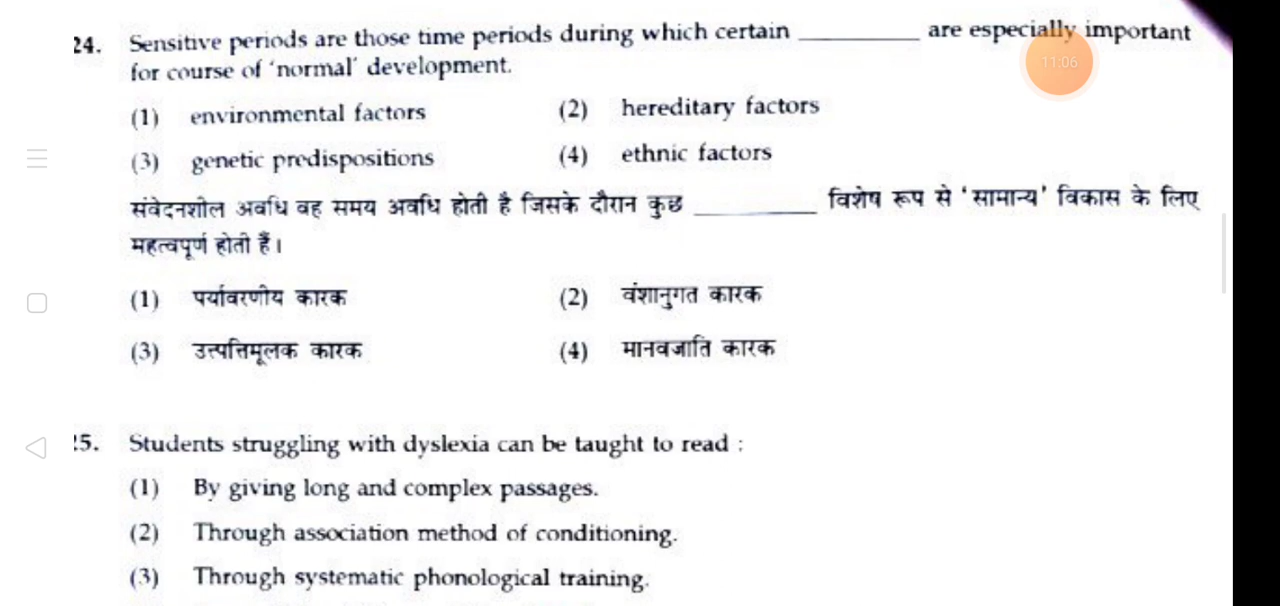 24. Sensitive periods are those time periods during which certain __________ are especially important
for course of 'normal' development.
(1) environmental factors (2) hereditary factors
(3) genetic predispositions (4) ethnic factors
संवेदनशील अवधि वह समय अवधि होती है जिसके दौरान कुछ __________ विशेष रूप से 'सामान्य' विकास के लिए
महत्वपूर्ण होती हैं।
(1) पर्यावरणीय कारक (2) वंशानुगत कारक
(3) उत्पत्तिमूलक कारक (4) मानवजाति कारक
25. Students struggling with dyslexia can be taught to read :
(1) By giving long and complex passages.
(2) Through association method of conditioning.
(3) Through systematic phonological training.
11:06